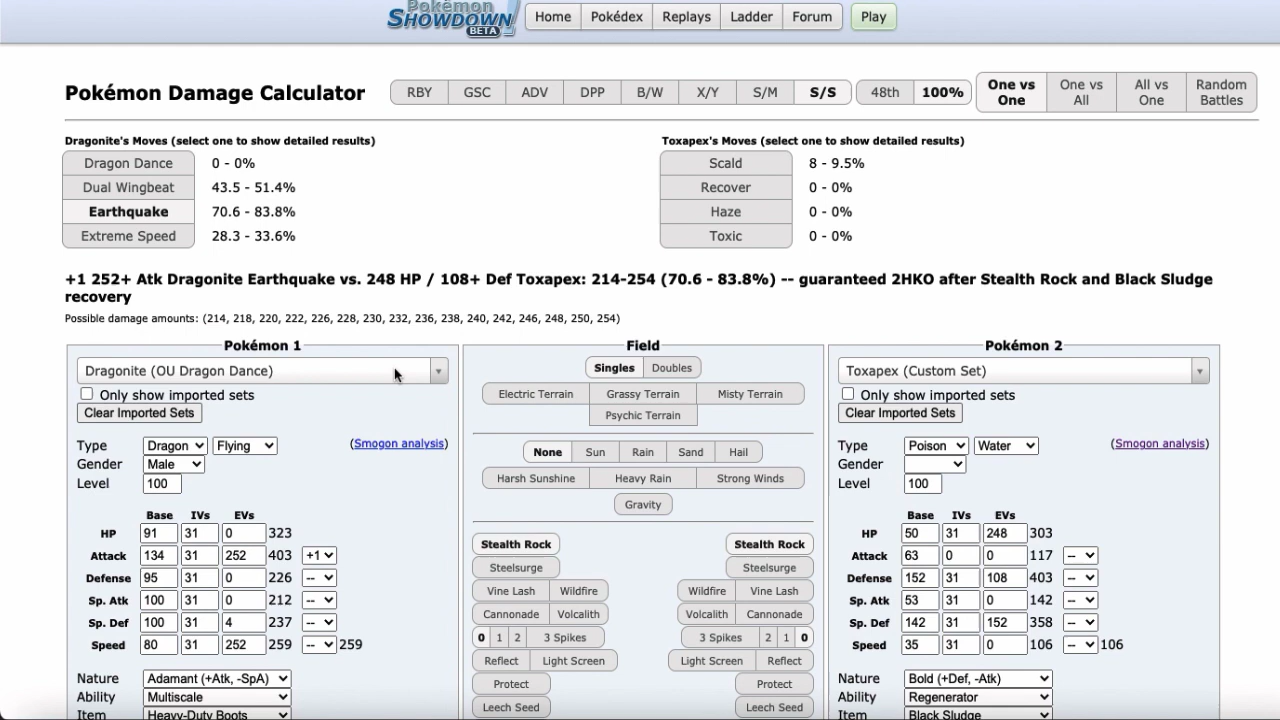 Pokémon
SHOWDOWN
BETA
Home Pokédex Replays Ladder Forum Play
Pokémon Damage Calculator RBY GSC ADV DPP B/W X/Y S/M S/S 48th 100% One vs One One vs All All vs One Random Battles
Dragonite's Moves (select one to show detailed results) Toxapex's Moves (select one to show detailed results)
Dragon Dance 0 - 0% Scald 8 - 9.5%
Dual Wingbeat 43.5 - 51.4% Recover 0 - 0%
Earthquake 70.6 - 83.8% Haze 0 - 0%
Extreme Speed 28.3 - 33.6% Toxic 0 - 0%
+1 252+ Atk Dragonite Earthquake vs. 248 HP / 108+ Def Toxapex: 214-254 (70.6 - 83.8%) -- guaranteed 2HKO after Stealth Rock and Black Sludge
recovery
Possible damage amounts: (214, 218, 220, 222, 226, 228, 230, 232, 236, 238, 240, 242, 246, 248, 250, 254)
Pokémon 1 Field Pokémon 2
Dragonite (OU Dragon Dance) Singles Doubles Toxapex (Custom Set)
Only show imported sets Electric Terrain Grassy Terrain Misty Terrain Only show imported sets
Clear Imported Sets Psychic Terrain Clear Imported Sets
Type Dragon Flying (Smogon analysis) None Sun Rain Sand Hail Type Poison Water (Smogon analysis)
Gender Male Harsh Sunshine Heavy Rain Strong Winds Gender
Level 100 Gravity Level 100
Base IVs EVs Base IVs EVs
HP 91 31 0 323 Stealth Rock Stealth Rock HP 50 31 248 303
Attack 134 31 252 403 +1 Steelsurge Steelsurge Attack 63 0 0 117 --
Defense 95 31 0 226 -- Vine Lash Wildfire Wildfire Vine Lash Defense 152 31 108 403 --
Sp. Atk 100 31 0 212 -- Cannonade Volcalith Volcalith Cannonade Sp. Atk 53 31 0 142 --
Sp. Def 100 31 4 237 -- 0 1 2 3 Spikes 3 Spikes 2 1 0 Sp. Def 142 31 152 358 --
Speed 80 31 252 259 -- 259 Reflect Light Screen Light Screen Reflect Speed 35 31 0 106 -- 106
Nature Adamant (+Atk, -SpA) Protect Protect Nature Bold (+Def, -Atk)
Ability Multiscale Leech Seed Leech Seed Ability Regenerator
Item Heavy-Duty Boots Item Black Sludge